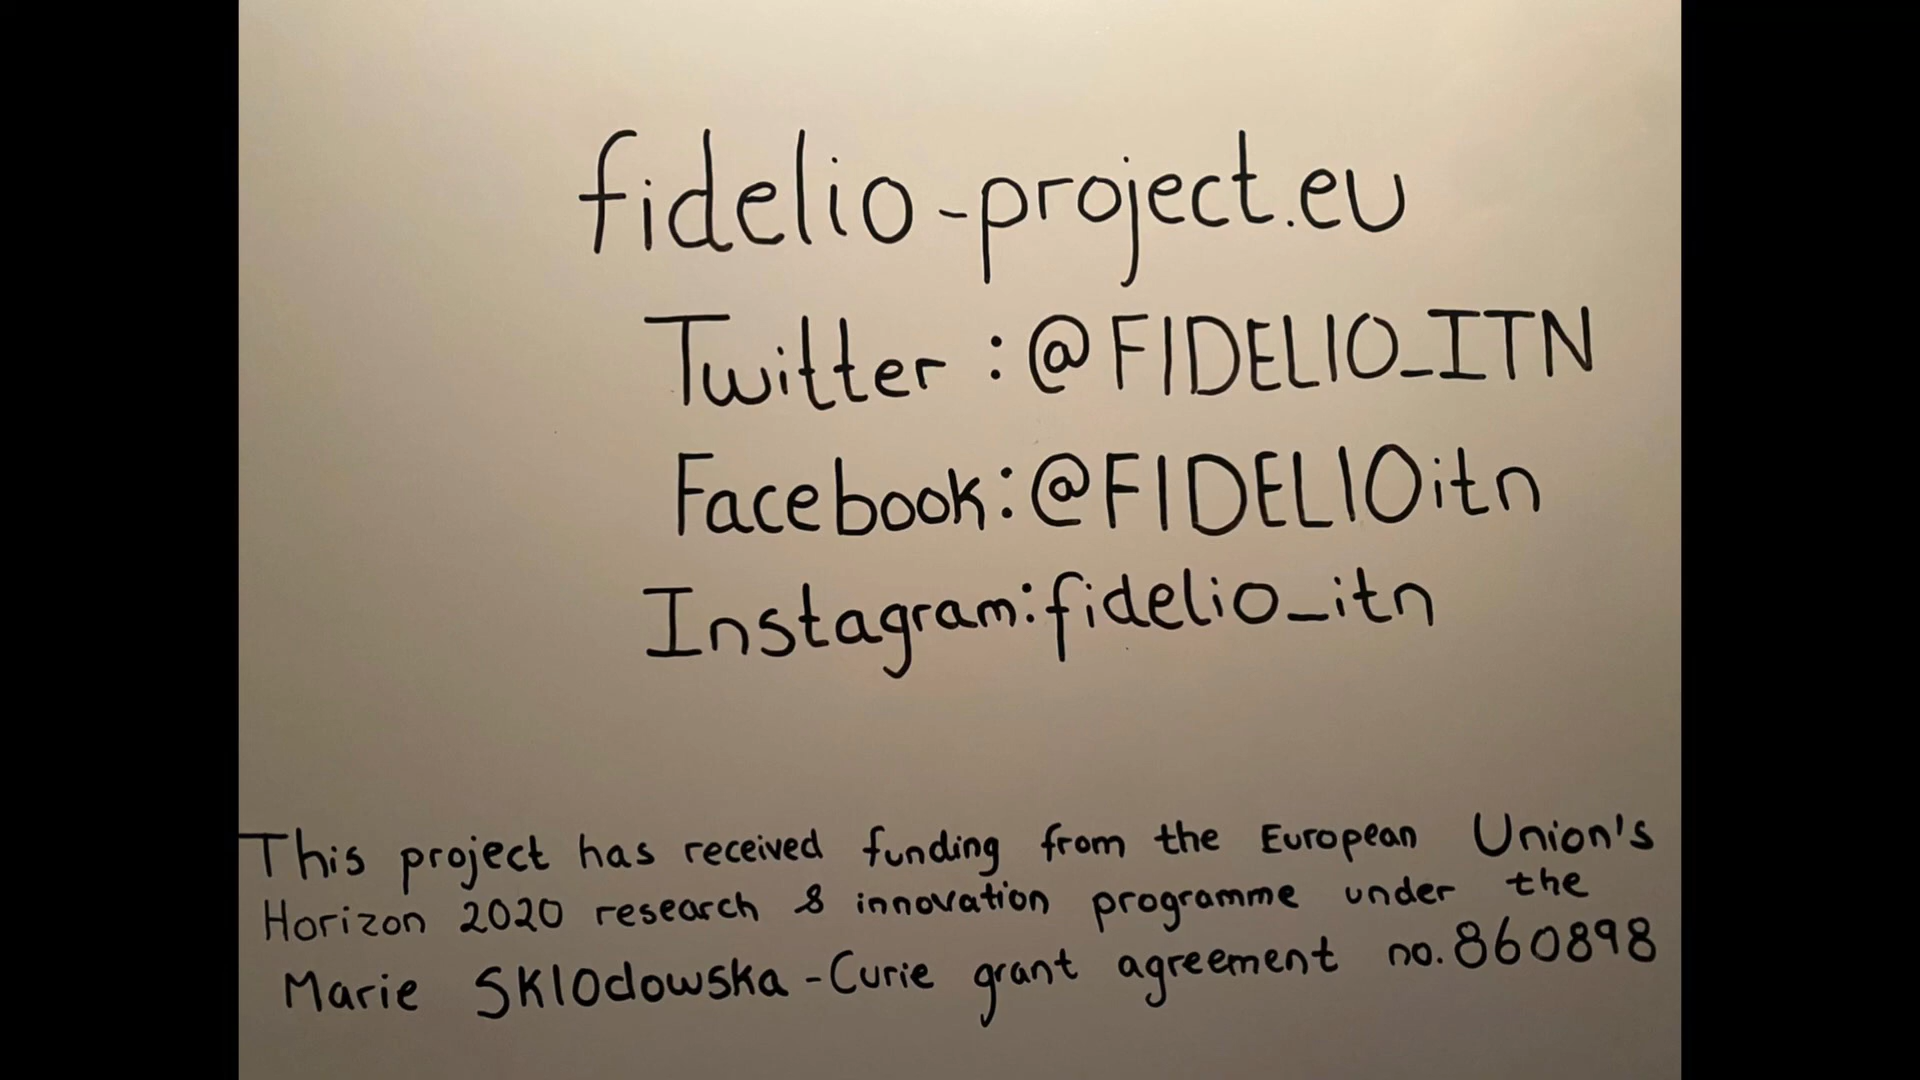 fidelio-project.eu
Twitter : @FIDELIO_ITN
Facebook:@FIDELIOitn
Instagram:fidelio_itn
This project has received funding from the European Union's
Horizon 2020 research & innovation programme under the
Marie Sklodowska-Curie grant agreement no.860898